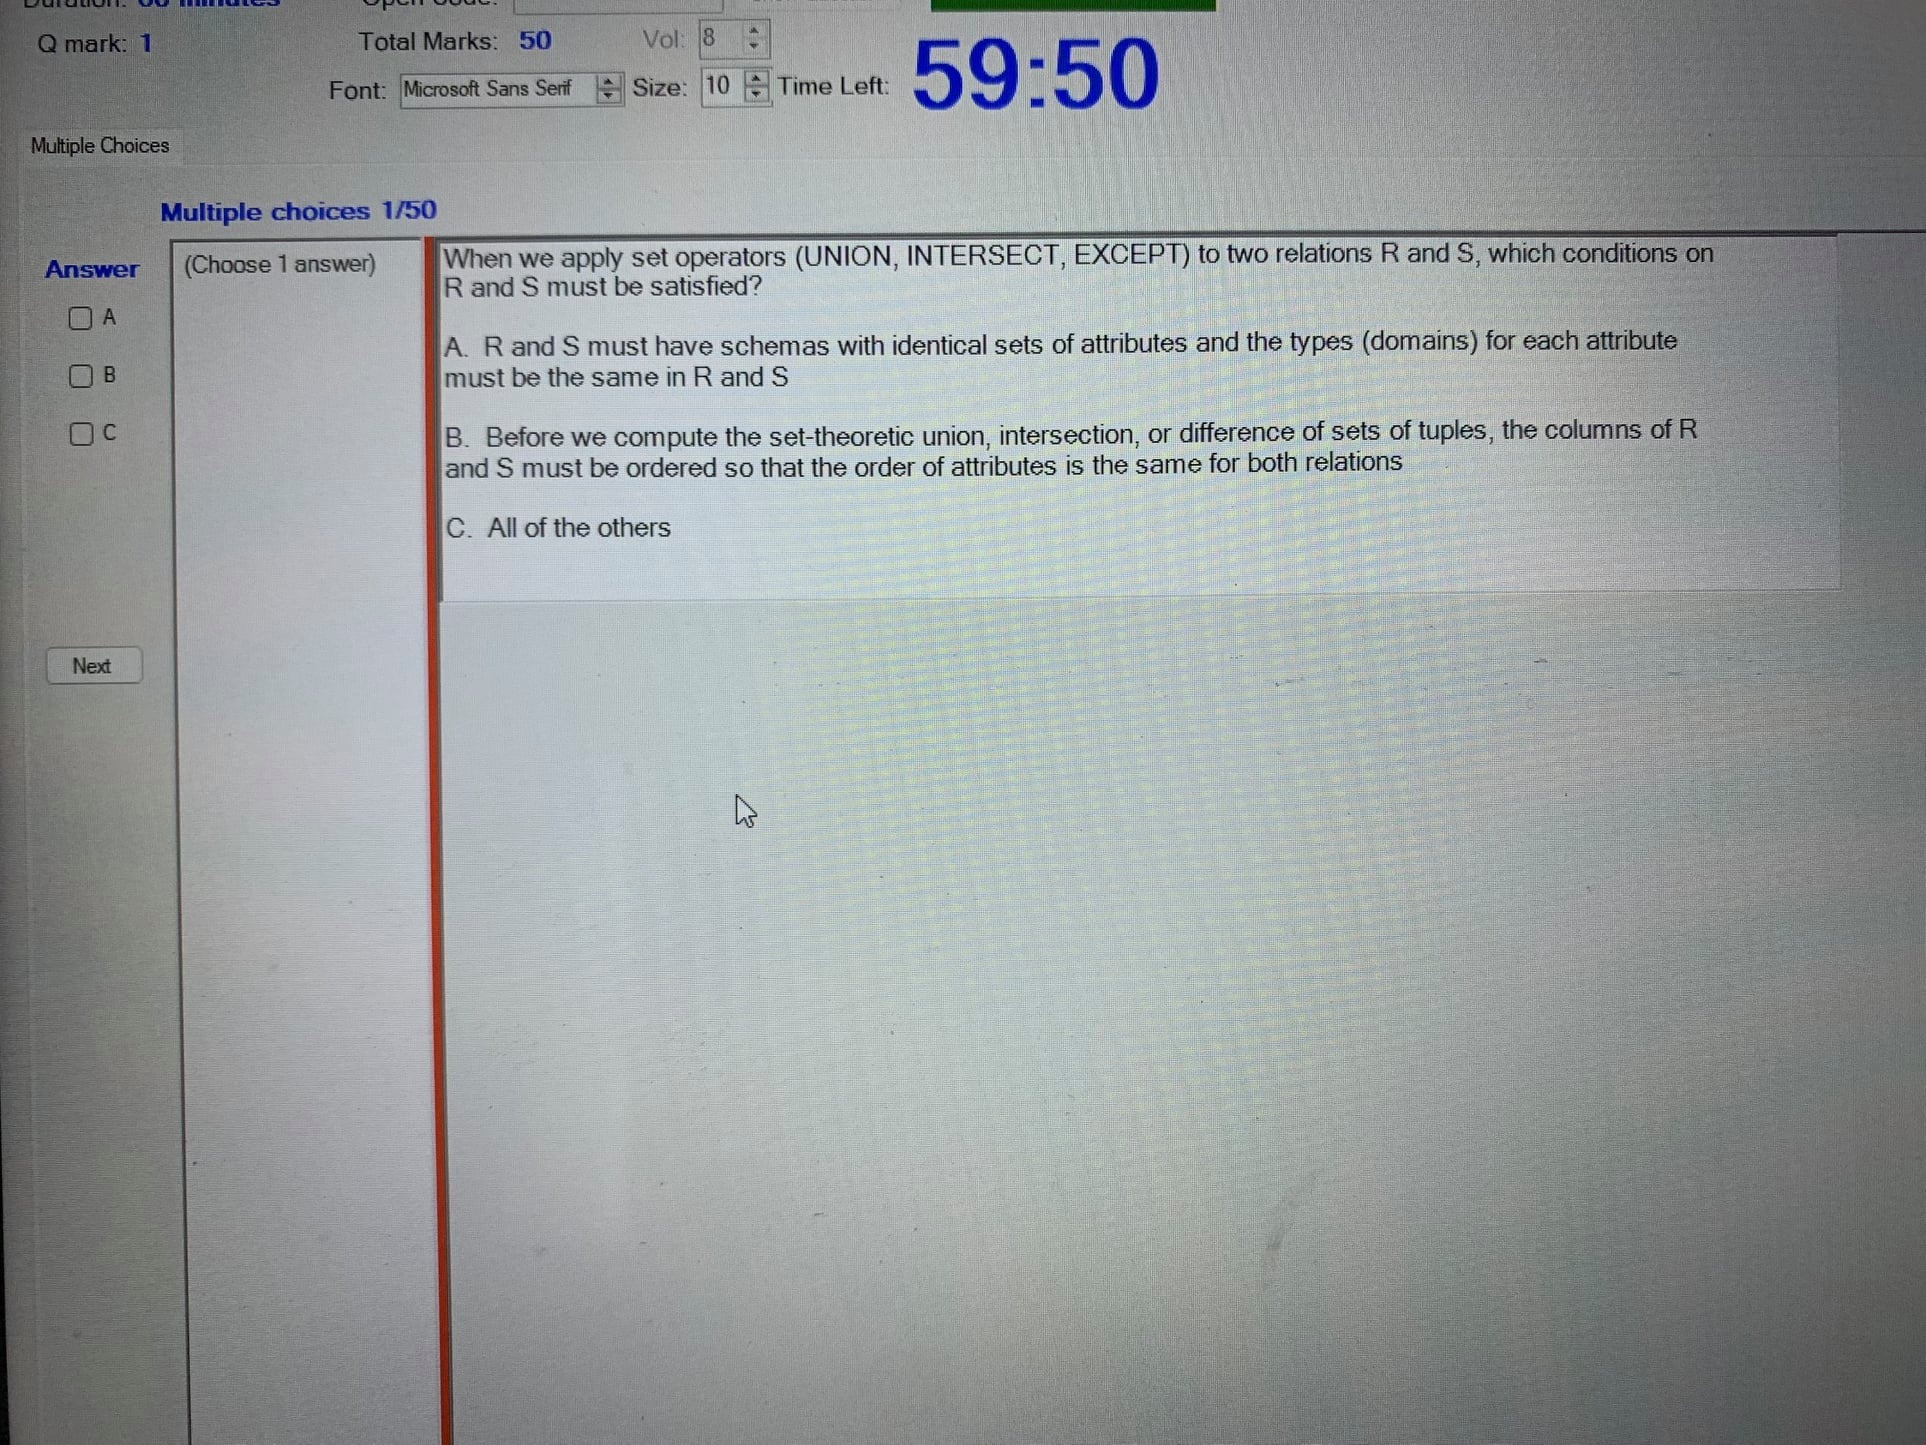 Duration: 60 minutes
Open Code:
Q mark: 1
Total Marks: 50
Vol: 8
Font: Microsoft Sans Serif
Size: 10
Time Left: 59:50
Multiple Choices
Multiple choices 1/50
Answer
(Choose 1 answer)
A
B
C
Next
When we apply set operators (UNION, INTERSECT, EXCEPT) to two relations R and S, which conditions on
R and S must be satisfied?
A. R and S must have schemas with identical sets of attributes and the types (domains) for each attribute
must be the same in R and S
B. Before we compute the set-theoretic union, intersection, or difference of sets of tuples, the columns of R
and S must be ordered so that the order of attributes is the same for both relations
C. All of the others